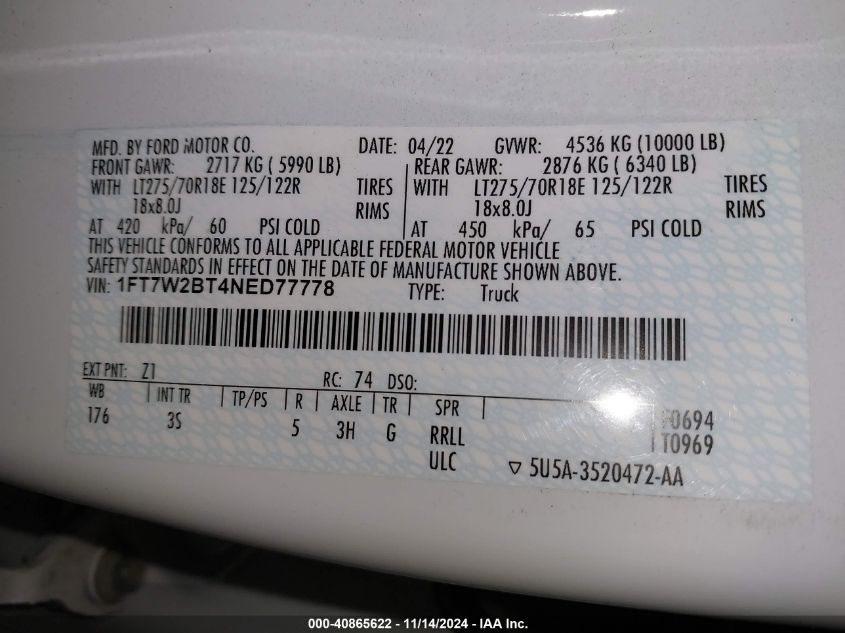 MFD. BY FORD MOTOR CO. DATE: 04/22 GVWR: 4536 KG (10000 LB)
FRONT GAWR: 2717 KG ( 5990 LB) REAR GAWR: 2876 KG ( 6340 LB)
WITH LT275/70R18E 125/122R TIRES WITH LT275/70R18E 125/122R TIRES
18x8.0J RIMS 18x8.0J RIMS
AT 420 kPa/ 60 PSI COLD AT 450 kPa/ 65 PSI COLD
THIS VEHICLE CONFORMS TO ALL APPLICABLE FEDERAL MOTOR VEHICLE
SAFETY STANDARDS IN EFFECT ON THE DATE OF MANUFACTURE SHOWN ABOVE.
VIN: 1FT7W2BT4NED77778 TYPE: Truck
EXT PNT: Z1 RC: 74 DSO:
WB INT TR TP/PS R AXLE TR SPR
176 3S 5 3H G RRLL F0694
ULC T0969
▽ 5U5A-3520472-AA
000-40865622 - 11/14/2024 - IAA Inc.